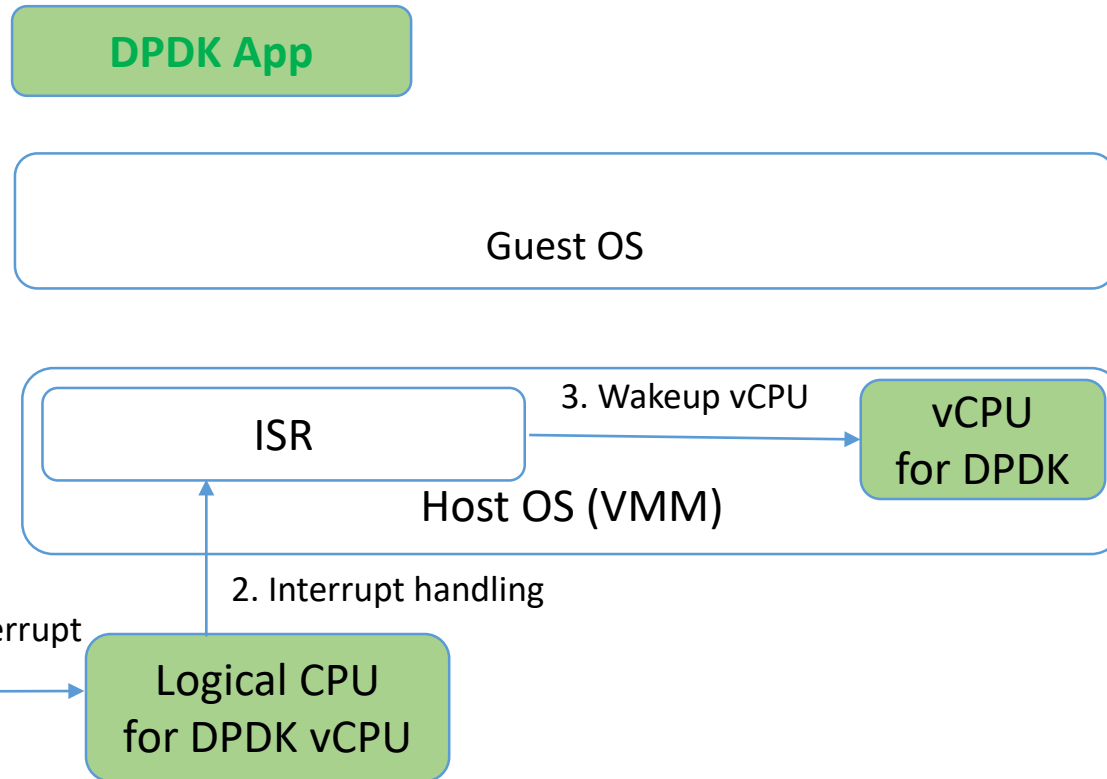 DPDK App
Guest OS
3. Wakeup vCPU
vCPU
for DPDK
ISR
Host OS (VMM)
2. Interrupt handling
Logical CPU
for DPDK vCPU